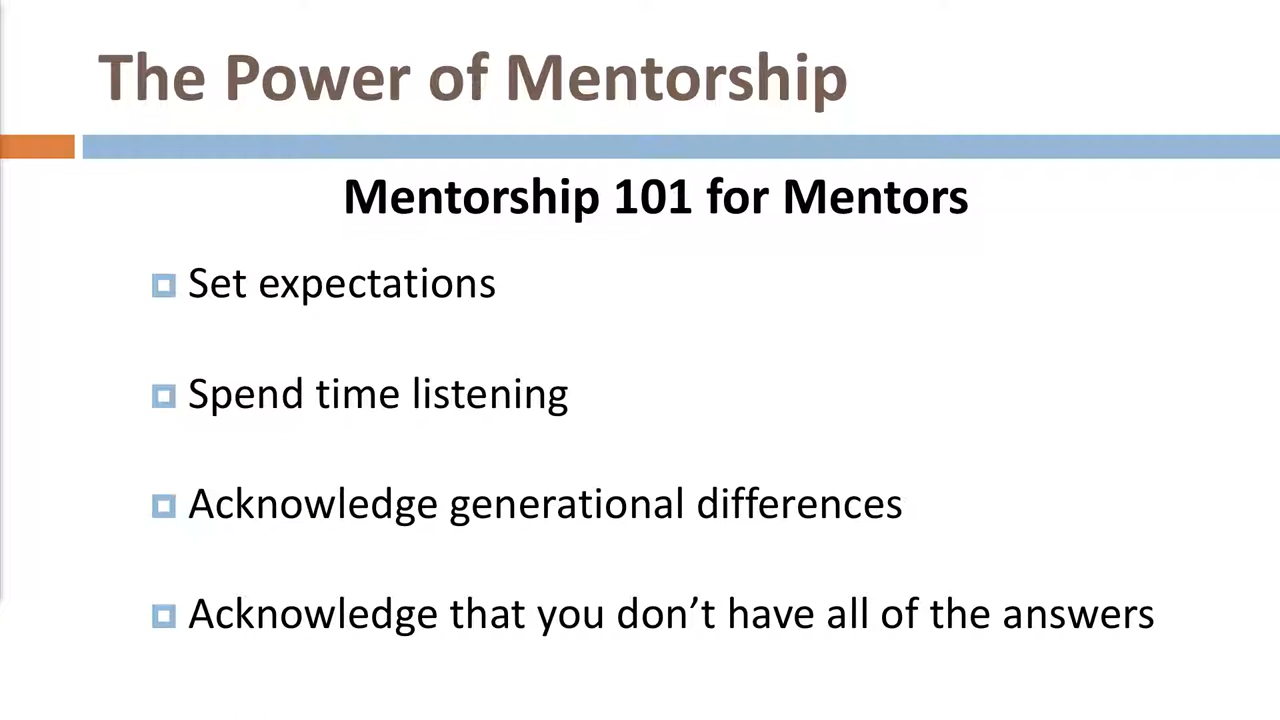 The Power of Mentorship
Mentorship 101 for Mentors
Set expectations
Spend time listening
Acknowledge generational differences
Acknowledge that you don’t have all of the answers